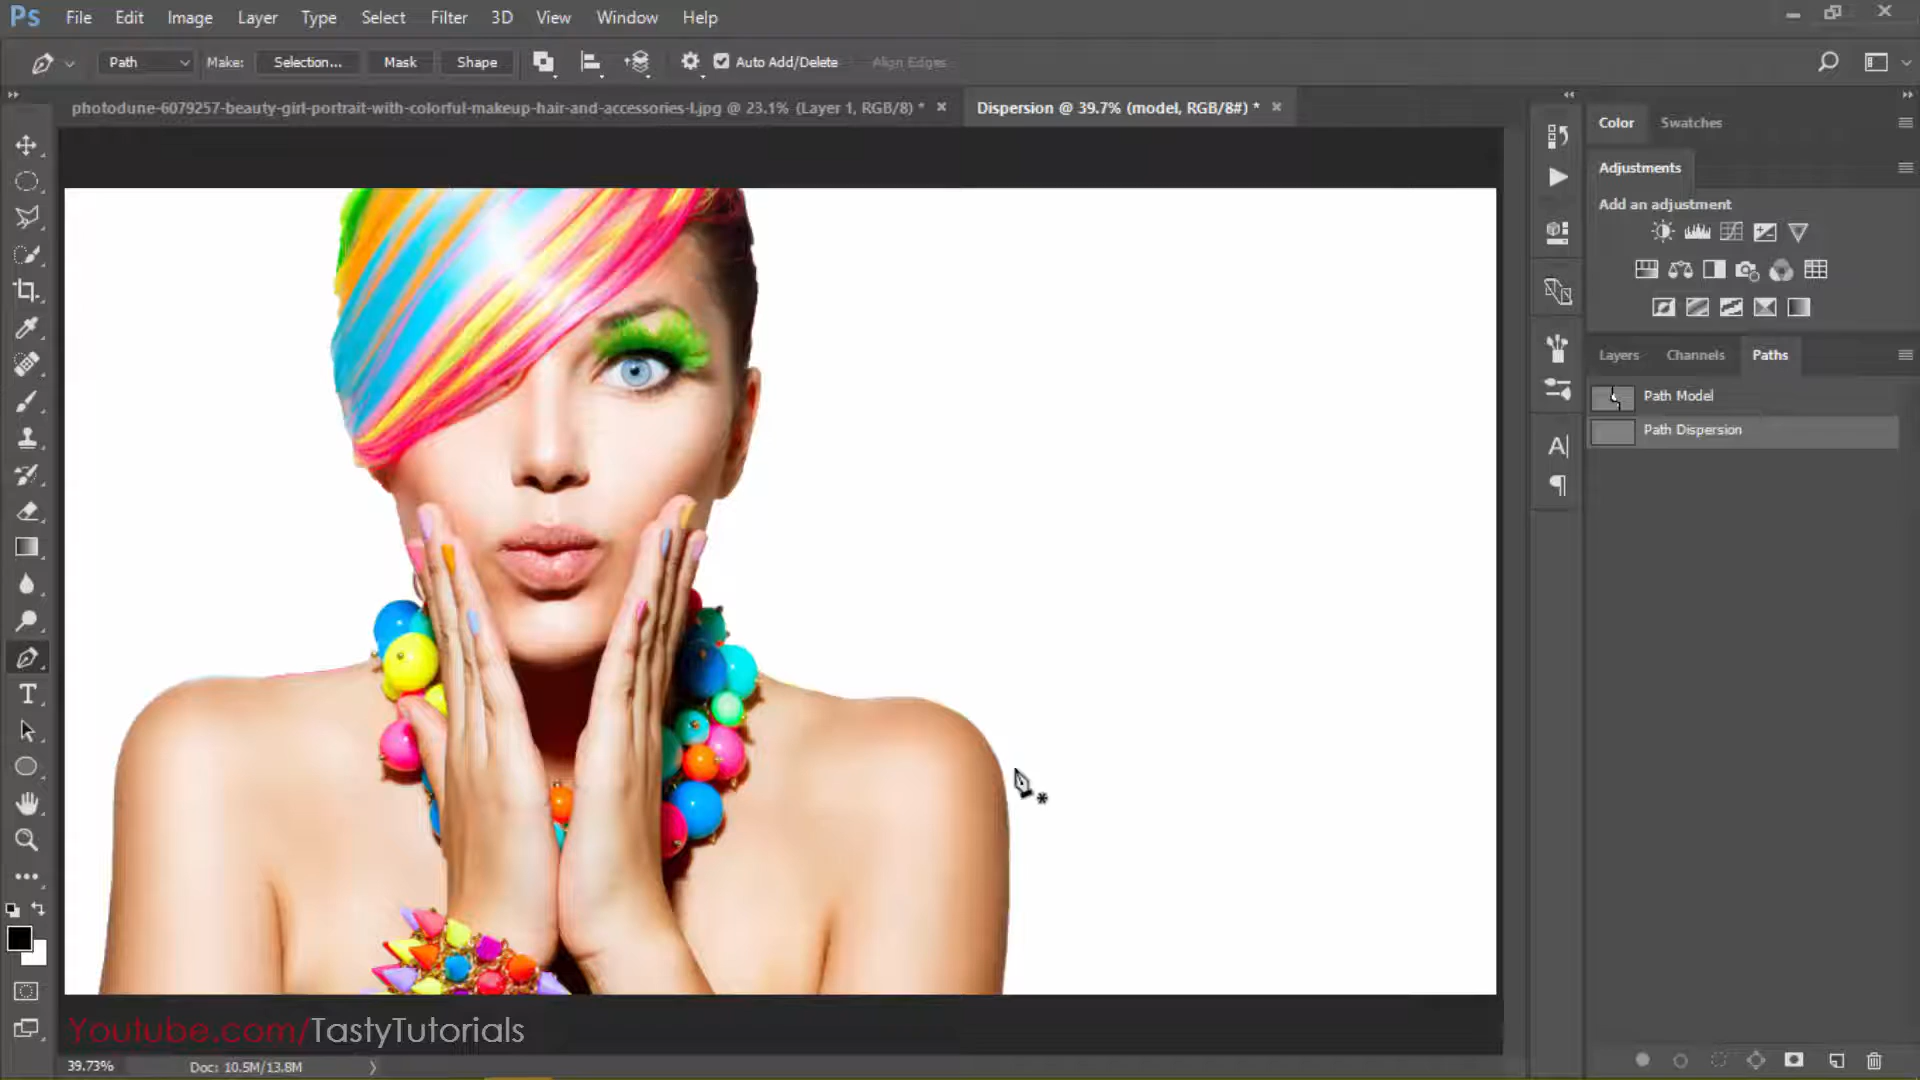 Ps File Edit Image Layer Type Select Filter 3D View Window Help
Path Make: Selection... Mask Shape Auto Add/Delete Align Edges
photodune-6079257-beauty-girl-portrait-with-colorful-makeup-hair-and-accessories-l.jpg @ 23.1% (Layer 1, RGB/8) * Dispersion @ 39.7% (model, RGB/8#) *
Color Swatches
Adjustments
Add an adjustment
Layers Channels Paths
Path Model
Path Dispersion
Youtube.com/TastyTutorials
39.73% Doc: 10.5M/13.8M